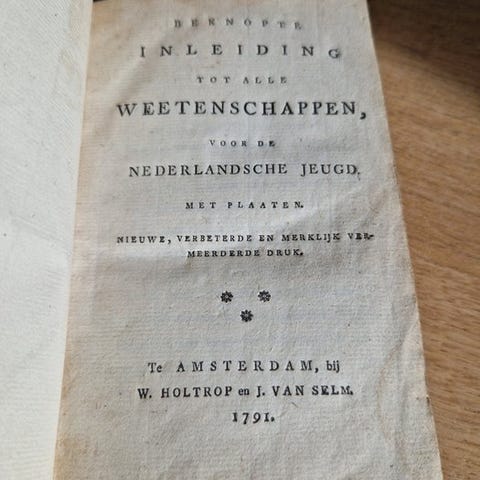 BEKNOPTE
INLEIDING
TOT ALLE
WEETENSCHAPPEN,
VOOR DE
NEDERLANDSCHE JEUGD.
MET PLAATEN.
NIEUWE, VERBETERDE EN MERKLIJK VER-
MEERDERDE DRUK.
Te AMSTERDAM, bij
W. HOLTROP en J. VAN SELM.
1791.